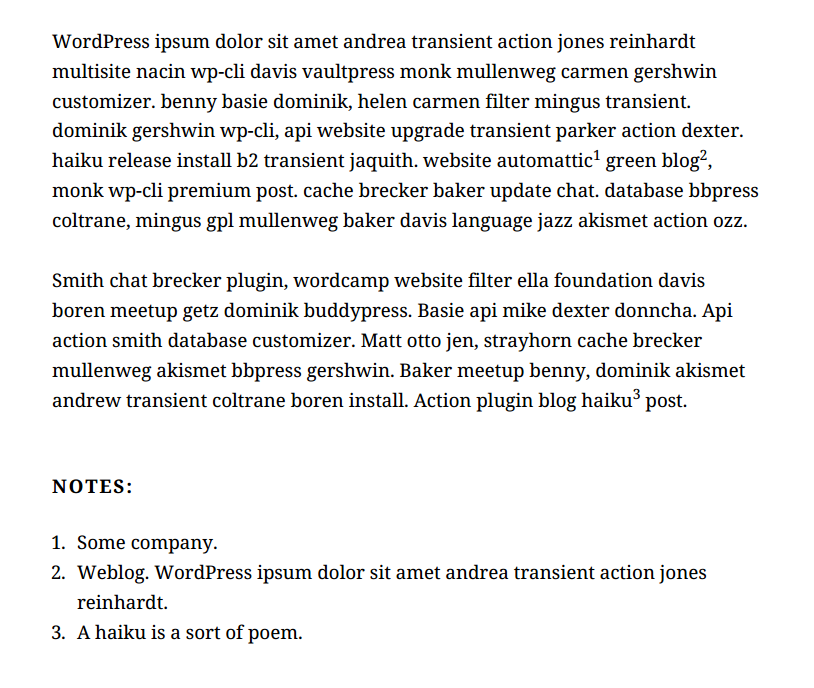 WordPress ipsum dolor sit amet andrea transient action jones reinhardt
multisite nacin wp-cli davis vaultpress monk mullenweg carmen gershwin
customizer. benny basie dominik, helen carmen filter mingus transient.
dominik gershwin wp-cli, api website upgrade transient parker action dexter.
haiku release install b2 transient jaquith. website automattic¹ green blog²,
monk wp-cli premium post. cache brecker baker update chat. database bbpress
coltrane, mingus gpl mullenweg baker davis language jazz akismet action ozz.
Smith chat brecker plugin, wordcamp website filter ella foundation davis
boren meetup getz dominik buddypress. Basie api mike dexter donncha. Api
action smith database customizer. Matt otto jen, strayhorn cache brecker
mullenweg akismet bbpress gershwin. Baker meetup benny, dominik akismet
andrew transient coltrane boren install. Action plugin blog haiku³ post.
NOTES:
1. Some company.
2. Weblog. WordPress ipsum dolor sit amet andrea transient action jones
reinhardt.
3. A haiku is a sort of poem.